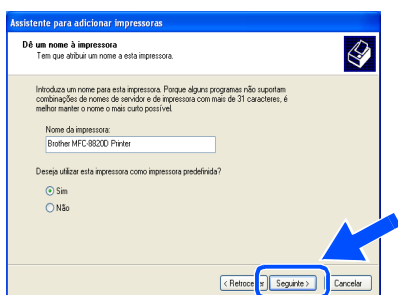 Assistente para adicionar impressoras
Dê um nome à impressora
Tem que atribuir um nome a esta impressora.
Introduza um nome para esta impressora. Porque alguns programas não suportam
combinações de nomes de servidor e de impressora com mais de 31 caracteres, é
melhor manter o nome o mais curto possível.
Nome da impressora:
Brother MFC-8820D Printer
Deseja utilizar esta impressora como impressora predefinida?
Sim
Não
< Retroceder Seguinte > Cancelar